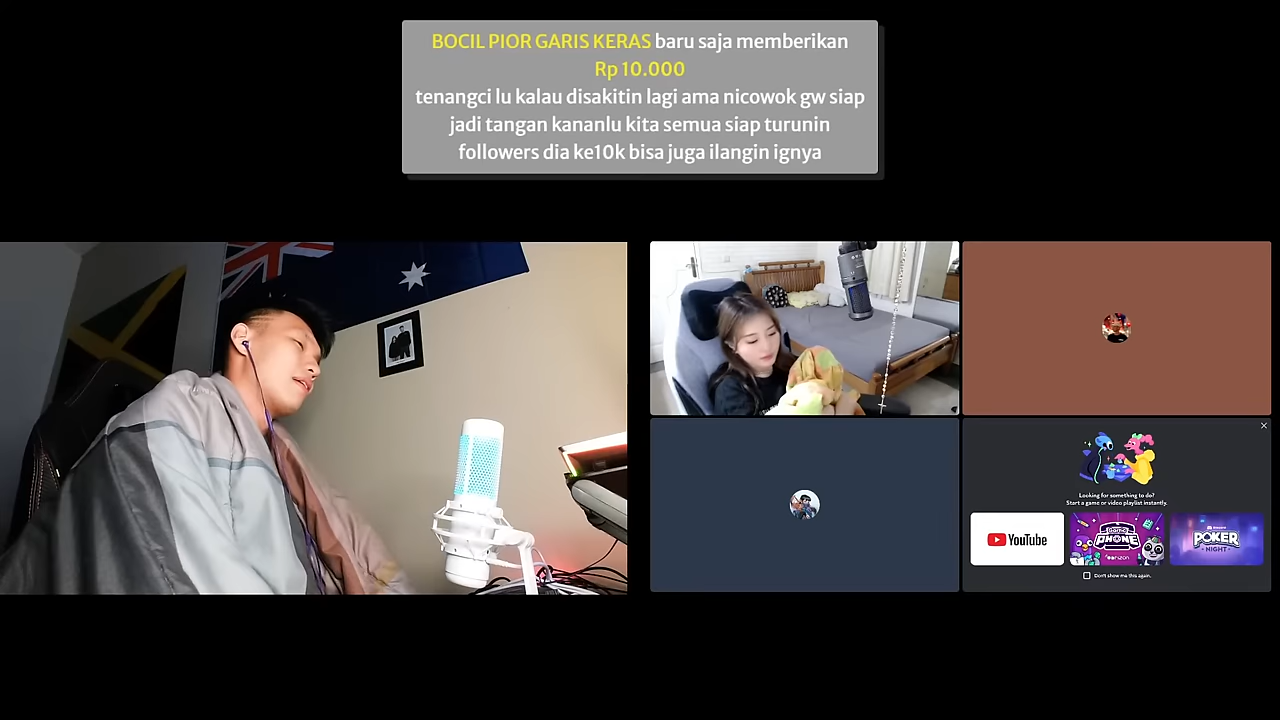 BOCIL PIOR GARIS KERAS baru saja memberikan
Rp 10.000
tenangci lu kalau disakitin lagi ama nicowok gw siap
jadi tangan kananlu kita semua siap turunin
followers dia ke10k bisa juga ilangin ignya
Looking for something to do?
Start a game or video playlist instantly.
YouTube
PHONE
Discord
POKER
NIGHT
Don't show me this again.